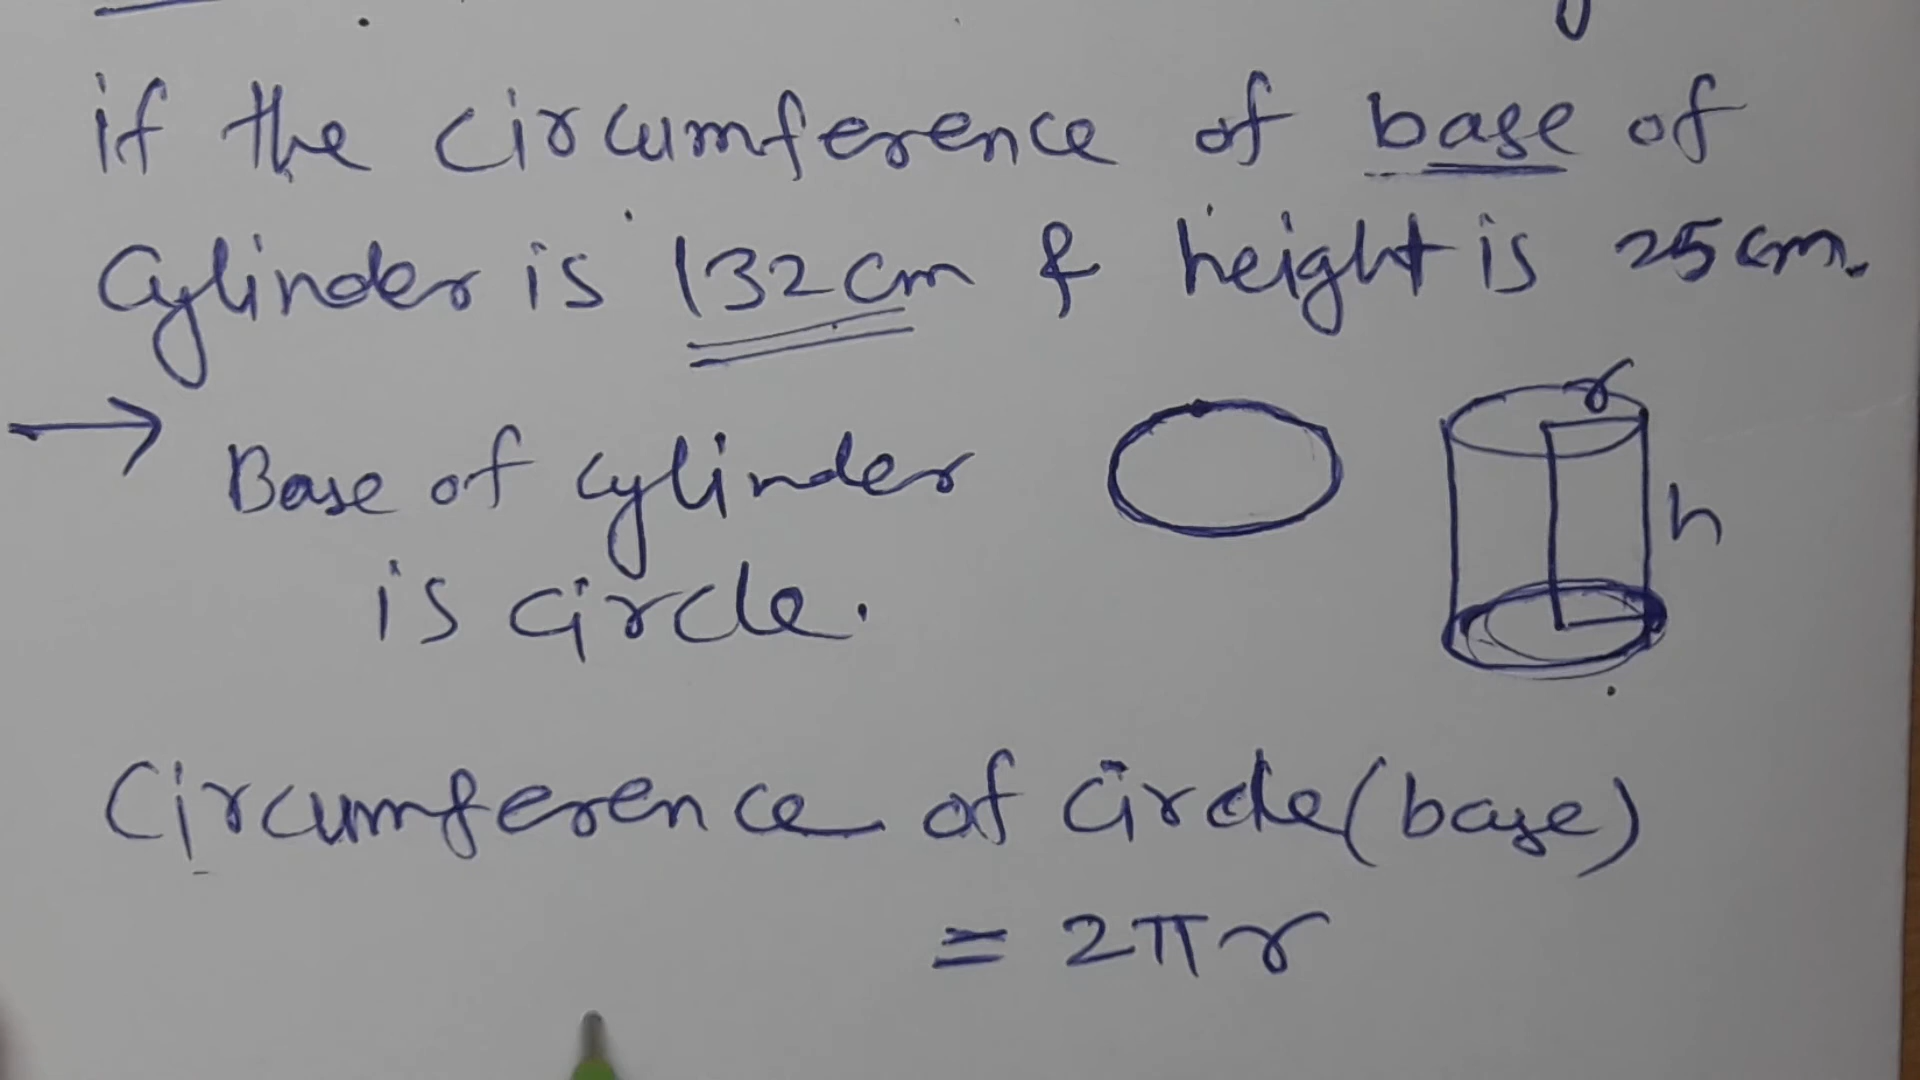 if the circumference of base of
Cylinder is 132 cm & height is 25 cm.
r
→ Base of cylinder
h
is Circle.
Circumference of Circle (base)
= 2πr